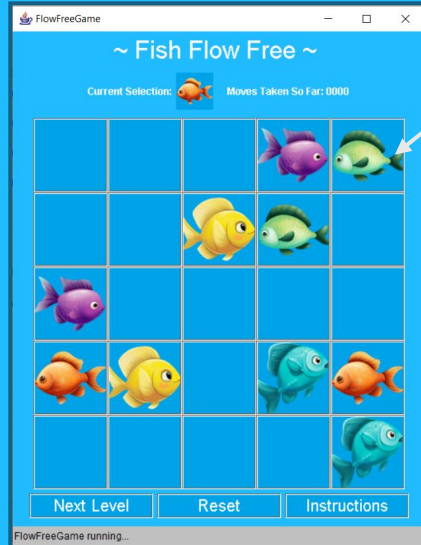 FlowFreeGame
~ Fish Flow Free ~
Current Selection: Moves Taken So Far: 0000
Next Level Reset Instructions
FlowFreeGame running...